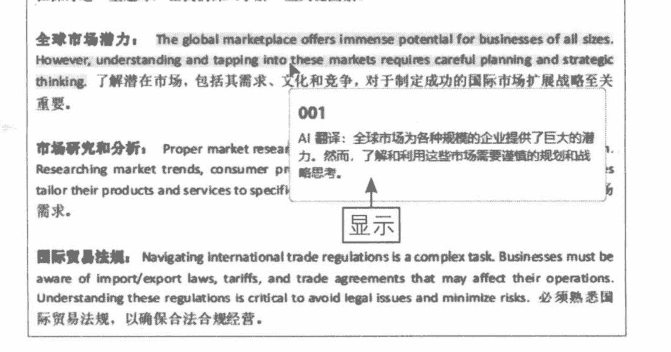 全球市场潜力： The global marketplace offers immense potential for businesses of all sizes.
However, understanding and tapping into these markets requires careful planning and strategic
thinking. 了解潜在市场，包括其需求、文化和竞争，对于制定成功的国际市场扩展战略至关
重要。
001
AI 翻译：全球市场为各种规模的企业提供了巨大的潜
力。然而，了解和利用这些市场需要谨慎的规划和战
略思考。
显示
市场研究和分析： Proper market
Researching market trends, consumer
tailor their products and services to
需求。
国际贸易法规： Navigating international trade regulations is a complex task. Businesses must be
aware of import/export laws, tariffs, and trade agreements that may affect their operations.
Understanding these regulations is critical to avoid legal issues and minimize risks. 必须熟悉国
际贸易法规，以确保合法合规经营。